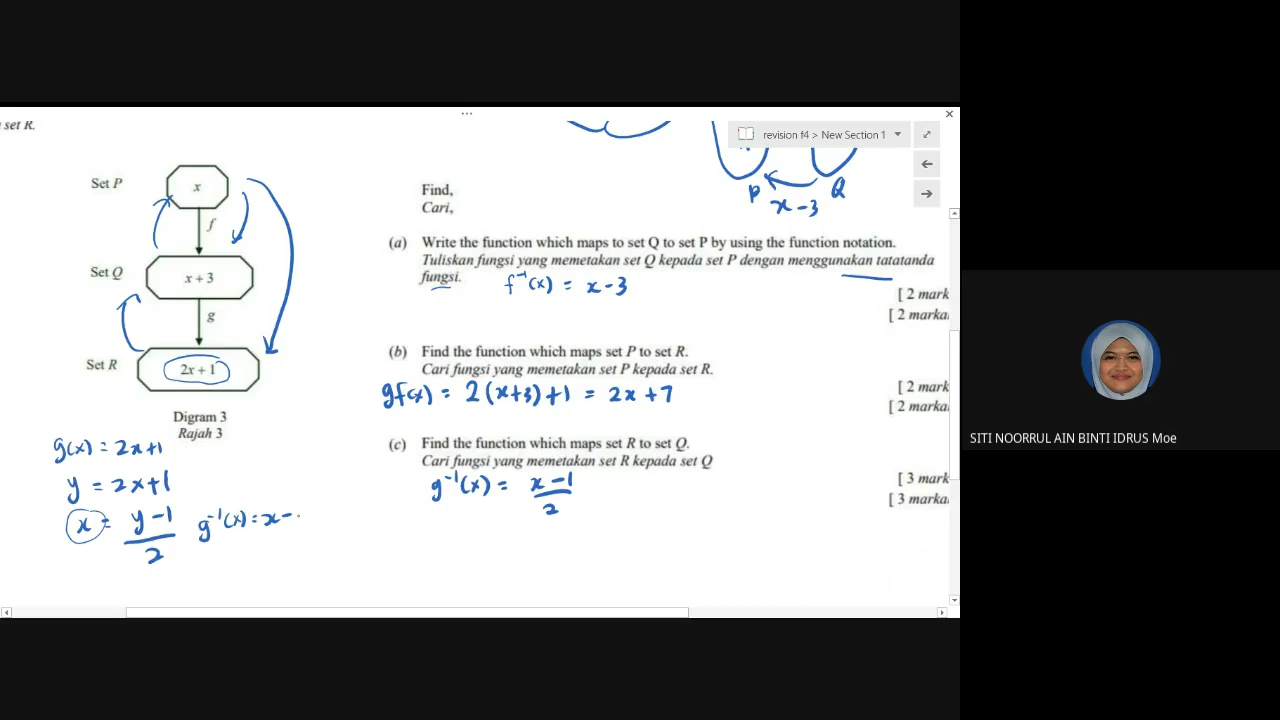 set R.
revision f4 > New Section 1
Set P
x
f
Set Q
x + 3
g
Set R
2x + 1
Digram 3
Rajah 3
g(x) = 2x+1
y = 2x+1
x = y-1
2
g⁻¹(x) = x-
P
Q
x-3
Find,
Cari,
(a) Write the function which maps to set Q to set P by using the function notation.
Tuliskan fungsi yang memetakan set Q kepada set P dengan menggunakan tatatanda
fungsi.
f⁻¹(x) = x-3
[ 2 mark
[ 2 marka
(b) Find the function which maps set P to set R.
Cari fungsi yang memetakan set P kepada set R.
gf(x) = 2(x+3)+1 = 2x+7
[ 2 mark
[ 2 marka
(c) Find the function which maps set R to set Q.
Cari fungsi yang memetakan set R kepada set Q
g⁻¹(x) = x-1
2
[ 3 mark
[ 3 marka
SITI NOORRUL AIN BINTI IDRUS Moe